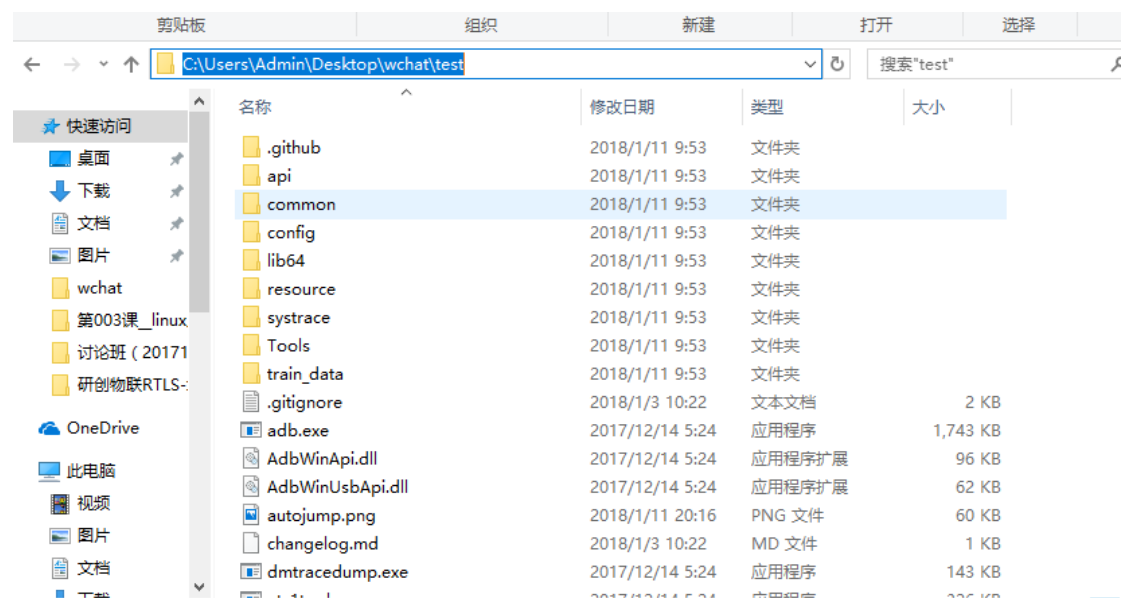 剪贴板 组织 新建 打开 选择
C:\Users\Admin\Desktop\wchat\test 搜索"test"
名称 修改日期 类型 大小
快速访问
桌面
下载
文档
图片
wchat
第003课_linux
讨论班（20171
研创物联RTLS-
OneDrive
此电脑
视频
图片
文档
下载
.github 2018/1/11 9:53 文件夹
api 2018/1/11 9:53 文件夹
common 2018/1/11 9:53 文件夹
config 2018/1/11 9:53 文件夹
lib64 2018/1/11 9:53 文件夹
resource 2018/1/11 9:53 文件夹
systrace 2018/1/11 9:53 文件夹
Tools 2018/1/11 9:53 文件夹
train_data 2018/1/11 9:53 文件夹
.gitignore 2018/1/3 10:22 文本文档 2 KB
adb.exe 2017/12/14 5:24 应用程序 1,743 KB
AdbWinApi.dll 2017/12/14 5:24 应用程序扩展 96 KB
AdbWinUsbApi.dll 2017/12/14 5:24 应用程序扩展 62 KB
autojump.png 2018/1/11 20:16 PNG 文件 60 KB
changelog.md 2018/1/3 10:22 MD 文件 1 KB
dmtracedump.exe 2017/12/14 5:24 应用程序 143 KB
2017/12/14 5:24 应用程序